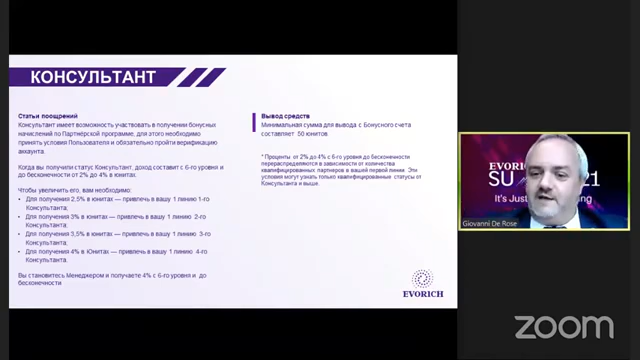 КОНСУЛЬТАНТ
Статьи поощрений
Консультант имеет возможность участвовать в получении бонусных
начислений по Партнёрской программе, для этого необходимо
принять условия Пользователя и обязательно пройти верификацию
аккаунта.
Когда вы получили статус Консультант, доход составит с 6-го уровня и
до бесконечности от 2% до 4% в юнитах.
Чтобы увеличить его, вам необходимо:
• Для получения 2,5% в юнитах — привлечь в вашу 1 линию 1-го
Консультанта;
• Для получения 3% в юнитах — привлечь в вашу 1 линию 2-го
Консультанта;
• Для получения 3,5% в юнитах — привлечь в вашу 1 линию 3-го
Консультанта;
• Для получения 4% в Юнитах — привлечь в вашу 1 линию 4-го
Консультанта.
Вы становитесь Менеджером и получаете 4% с 6-го уровня и до
бесконечности
Вывод средств
Минимальная сумма для вывода с Бонусного счета
составляет 50 юнитов
* Проценты от 2% до 4% с 6-го уровня до бесконечности
перераспределяются в зависимости от количества
квалифицированных партнеров в вашей первой линии. Эти
условия могут узнать только квалифицированные статусы от
Консультанта и выше.
EVORICH
EVORICH
SU
21
It's Just
ing
Giovanni De Rose
zoom